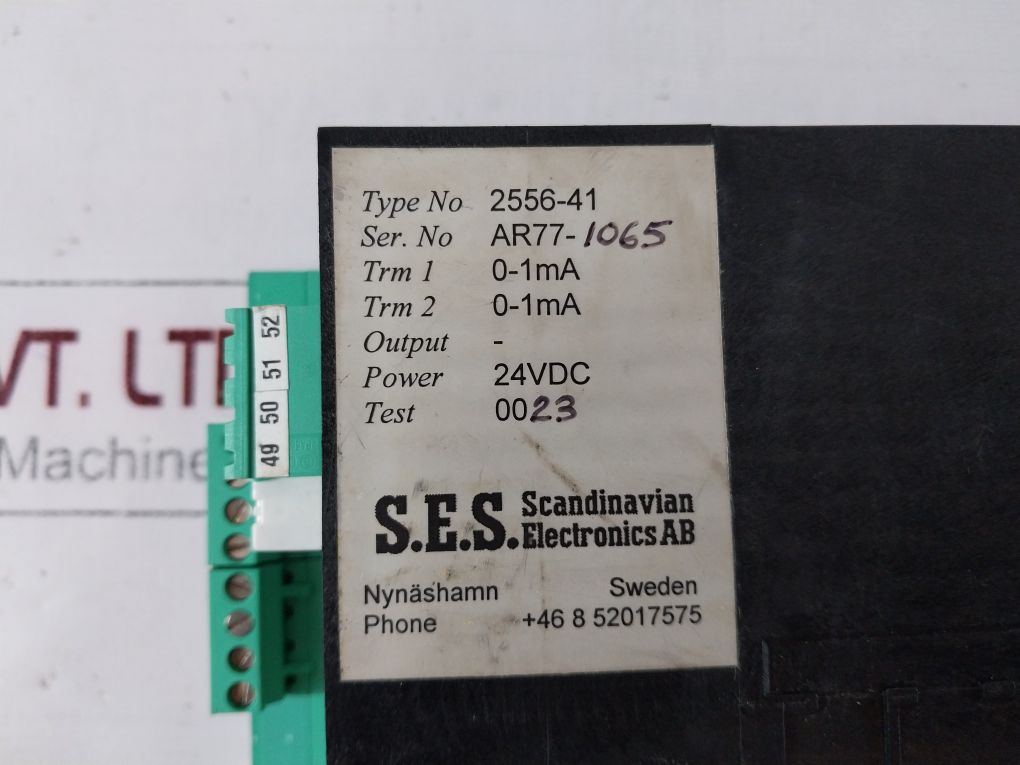 Type No 2556-41
Ser. No AR77-1065
Trm 1 0-1mA
Trm 2 0-1mA
Output -
Power 24VDC
Test 0023
S.E.S. Scandinavian
Electronics AB
Nynäshamn Sweden
Phone +46 8 52017575
52
51
50
49
VT. LT
Machine